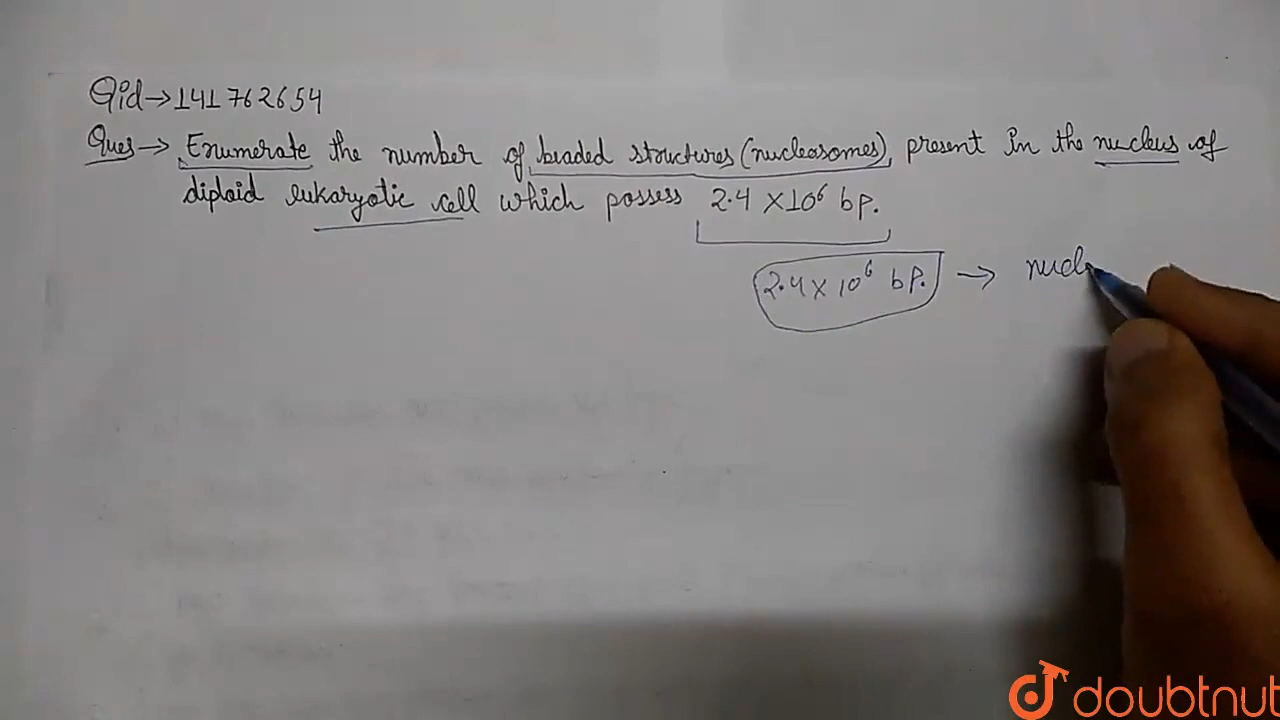 Qid→141762654
Ques→ Enumerate the number of beaded structures (nucleosomes), present in the nucleus of
diploid eukaryotic cell which possess 2.4 ×10⁶ bp.
2.4 × 10⁶ bp. → nucl
doubtnut